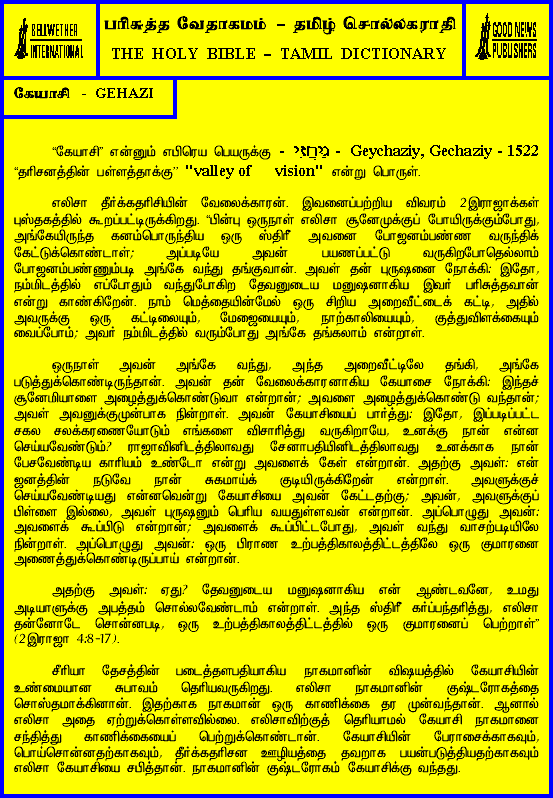 BELLWETHER
INTERNATIONAL
பரிசுத்த வேதாகமம் – தமிழ் சொல்லகராதி
THE HOLY BIBLE – TAMIL DICTIONARY
GOOD NEWS
PUBLISHERS
கேயாசி - GEHAZI
“கேயாசி” என்னும் எபிரெய பெயருக்கு - גֵּיחֲזִי - Geychaziy, Gechaziy - 1522
“தரிசனத்தின் பள்ளத்தாக்கு” "valley of vision" என்று பொருள்.
எலிசா தீர்க்கதரிசியின் வேலைக்காரன். இவனைப்பற்றிய விவரம் 2இராஜாக்கள்
புஸ்தகத்தில் கூறப்பட்டிருக்கிறது. “பின்பு ஒருநாள் எலிசா சூனேமுக்குப் போயிருக்கும்போது,
அங்கேயிருந்த கனம்பொருந்திய ஒரு ஸ்திரீ அவனை போஜனம்பண்ண வருந்திக்
கேட்டுக்கொண்டாள்; அப்படியே அவன் பயணப்பட்டு வருகிறபோதெல்லாம்
போஜனம்பண்ணும்படி அங்கே வந்து தங்குவான். அவள் தன் புருஷனை நோக்கி: இதோ,
நம்மிடத்தில் எப்போதும் வந்துபோகிற தேவனுடைய மனுஷனாகிய இவர் பரிசுத்தவான்
என்று காண்கிறேன். நாம் மெத்தையின்மேல் ஒரு சிறிய அறைவீட்டைக் கட்டி, அதில்
அவருக்கு ஒரு கட்டிலையும், மேஜையையும், நாற்காலியையும், குத்துவிளக்கையும்
வைப்போம்; அவர் நம்மிடத்தில் வரும்போது அங்கே தங்கலாம் என்றாள்.
ஒருநாள் அவன் அங்கே வந்து, அந்த அறைவீட்டிலே தங்கி, அங்கே
படுத்துக்கொண்டிருந்தான். அவன் தன் வேலைக்காரனாகிய கேயாசை நோக்கி: இந்தச்
சூனேமியாளை அழைத்துக்கொண்டுவா என்றான்; அவளை அழைத்துக்கொண்டு வந்தான்;
அவள் அவனுக்குமுன்பாக நின்றாள். அவன் கேயாசியைப் பார்த்து: இதோ, இப்படிப்பட்ட
சகல சலக்கரணையோடும் எங்களை விசாரித்து வருகிறாயே, உனக்கு நான் என்ன
செய்யவேண்டும்? ராஜாவினிடத்திலாவது சேனாபதியினிடத்திலாவது உனக்காக நான்
பேசவேண்டிய காரியம் உண்டோ என்று அவளைக் கேள் என்றான். அதற்கு அவள்: என்
ஜனத்தின் நடுவே நான் சுகமாய்க் குடியிருக்கிறேன் என்றாள். அவளுக்குச்
செய்யவேண்டியது என்னவென்று கேயாசியை அவன் கேட்டதற்கு; அவன், அவளுக்குப்
பிள்ளை இல்லை, அவள் புருஷனும் பெரிய வயதுள்ளவன் என்றான். அப்பொழுது அவன்:
அவளைக் கூப்பிடு என்றான்; அவளைக் கூப்பிட்டபோது, அவள் வந்து வாசற்படியிலே
நின்றாள். அப்பொழுது அவன்: ஒரு பிராண உற்பத்திகாலத்திட்டத்திலே ஒரு குமாரனை
அணைத்துக்கொண்டிருப்பாய் என்றான்.
அதற்கு அவள்: ஏது? தேவனுடைய மனுஷனாகிய என் ஆண்டவனே, உமது
அடியாளுக்கு அபத்தம் சொல்லவேண்டாம் என்றாள். அந்த ஸ்திரீ கர்ப்பந்தரித்து, எலிசா
தன்னோடே சொன்னபடி, ஒரு உற்பத்திகாலத்திட்டத்தில் ஒரு குமாரனைப் பெற்றாள்”
(2இராஜா 4:8-17).
சீரியா தேசத்தின் படைத்தளபதியாகிய நாகமானின் விஷயத்தில் கேயாசியின்
உண்மையான சுபாவம் தெரியவருகிறது. எலிசா நாகமானின் குஷ்டரோகத்தை
சொஸ்தமாக்கினான். இதற்காக நாகமான் ஒரு காணிக்கை தர முன்வந்தான். ஆனால்
எலிசா அதை ஏற்றுக்கொள்ளவில்லை. எலிசாவிற்குத் தெரியாமல் கேயாசி நாகமானை
சந்தித்து காணிக்கையைப் பெற்றுக்கொண்டான். கேயாசியின் பேராசைக்காகவும்,
பொய்சொன்னதற்காகவும், தீர்க்கதரிசன ஊழியத்தை தவறாக பயன்படுத்தியதற்காகவும்
எலிசா கேயாசியை சபித்தான். நாகமானின் குஷ்டரோகம் கேயாசிக்கு வந்தது.